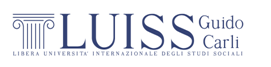 LUISS Guido Carli
LIBERA UNIVERSITA' INTERNAZIONALE DEGLI STUDI SOCIALI